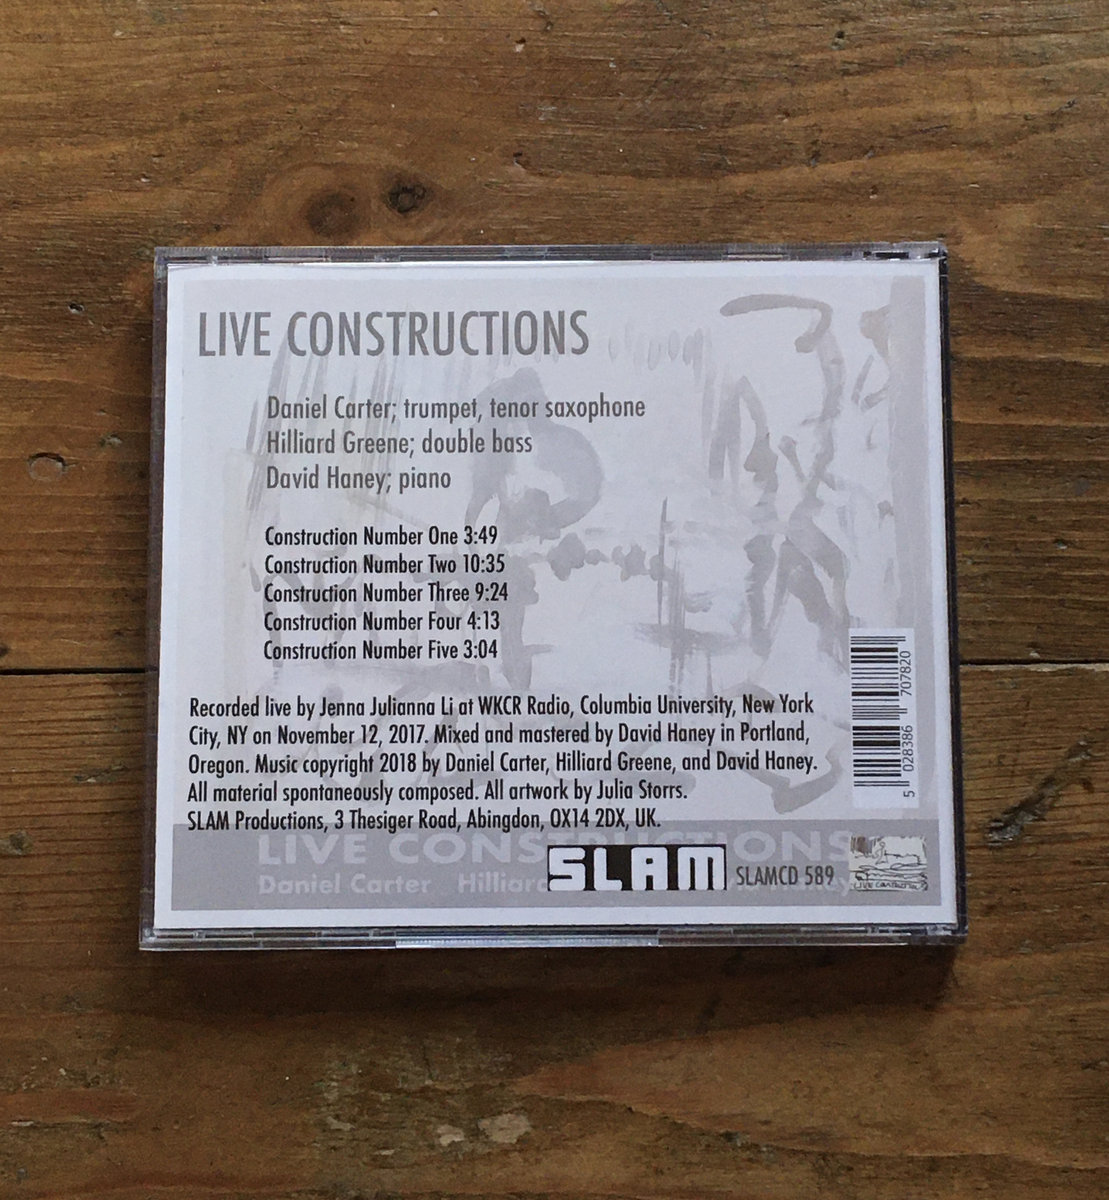 LIVE CONSTRUCTIONS
Daniel Carter; trumpet, tenor saxophone
Hilliard Greene; double bass
David Haney; piano
Construction Number One 3:49
Construction Number Two 10:35
Construction Number Three 9:24
Construction Number Four 4:13
Construction Number Five 3:04
Recorded live by Jenna Julianna Li at WKCR Radio, Columbia University, New York
City, NY on November 12, 2017. Mixed and mastered by David Haney in Portland,
Oregon. Music copyright 2018 by Daniel Carter, Hilliard Greene, and David Haney.
All material spontaneously composed. All artwork by Julia Storrs.
SLAM Productions, 3 Thesiger Road, Abingdon, OX14 2DX, UK.
5 028386 707820
LIVE CONS ONS
Daniel Carter Hilliard
SLAM SLAMCD 589
LIVE CONSTRUCTIONS